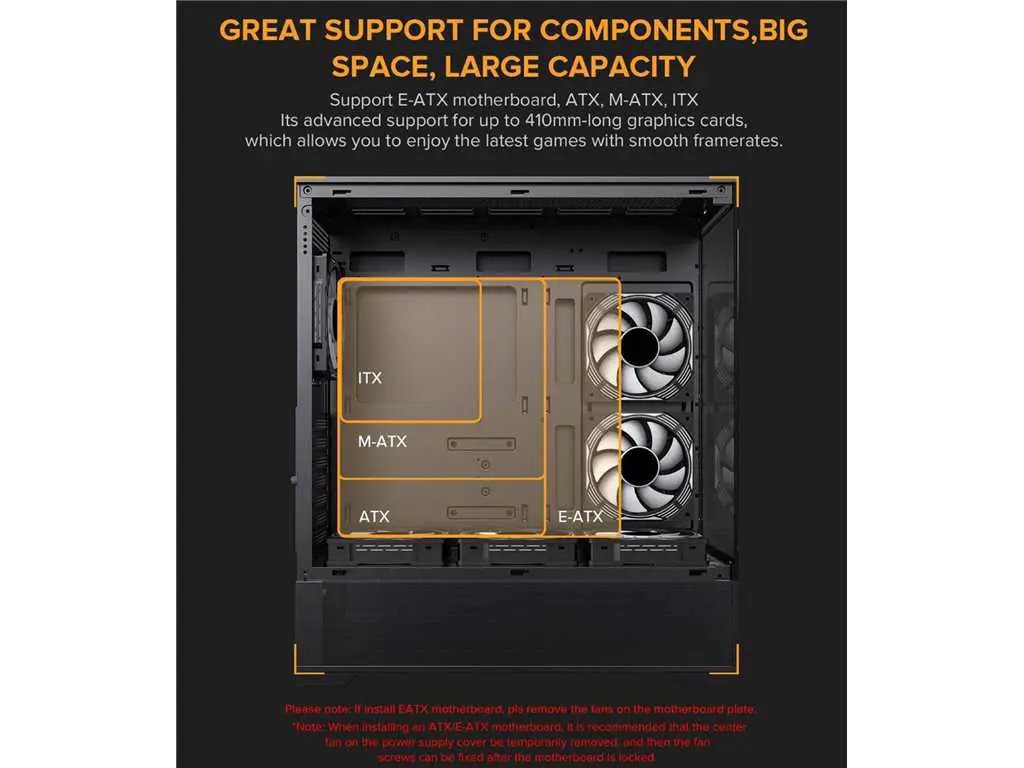 GREAT SUPPORT FOR COMPONENTS,BIG
SPACE, LARGE CAPACITY
Support E-ATX motherboard, ATX, M-ATX, ITX
Its advanced support for up to 410mm-long graphics cards,
which allows you to enjoy the latest games with smooth framerates.
ITX
M-ATX
ATX
E-ATX
Please note: If install EATX motherboard, pls remove the fans on the motherboard plate.
*Note: When installing an ATX/E-ATX motherboard, it is recommended that the center
fan on the power supply cover be temporarily removed, and then the fan
screws can be fixed after the motherboard is locked.